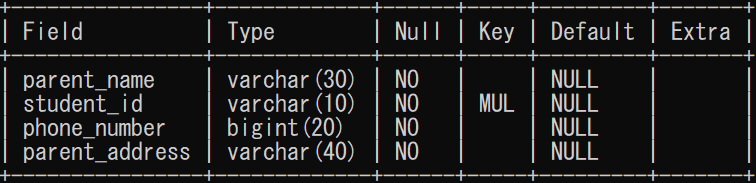 | Field | Type | Null | Key | Default | Extra |
| parent_name | varchar(30) | NO | | NULL | |
| student_id | varchar(10) | NO | MUL | NULL | |
| phone_number | bigint(20) | NO | | NULL | |
| parent_address | varchar(40) | NO | | NULL | |